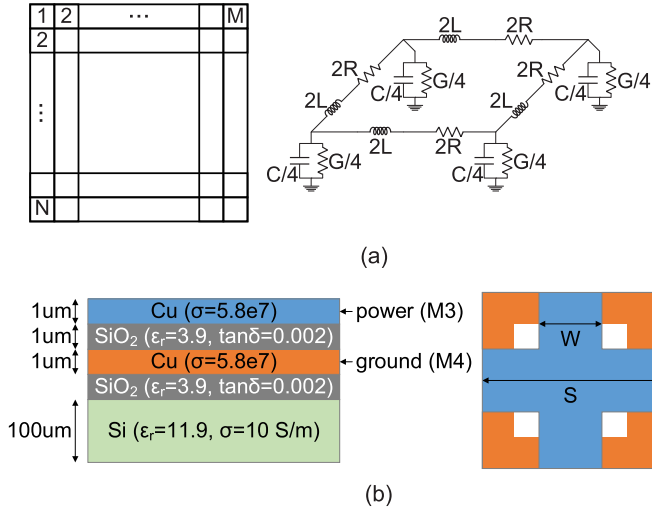 1 2 ... M
2
⋮
N
2L 2R
2R C/4 G/4 2R C/4 G/4
2L 2L
2L 2R
C/4 G/4 C/4 G/4
(a)
1um Cu (σ=5.8e7) power (M3)
1um SiO₂ (εᵣ=3.9, tanδ=0.002)
1um Cu (σ=5.8e7) ground (M4)
SiO₂ (εᵣ=3.9, tanδ=0.002)
100um Si (εᵣ=11.9, σ=10 S/m)
W
S
(b)